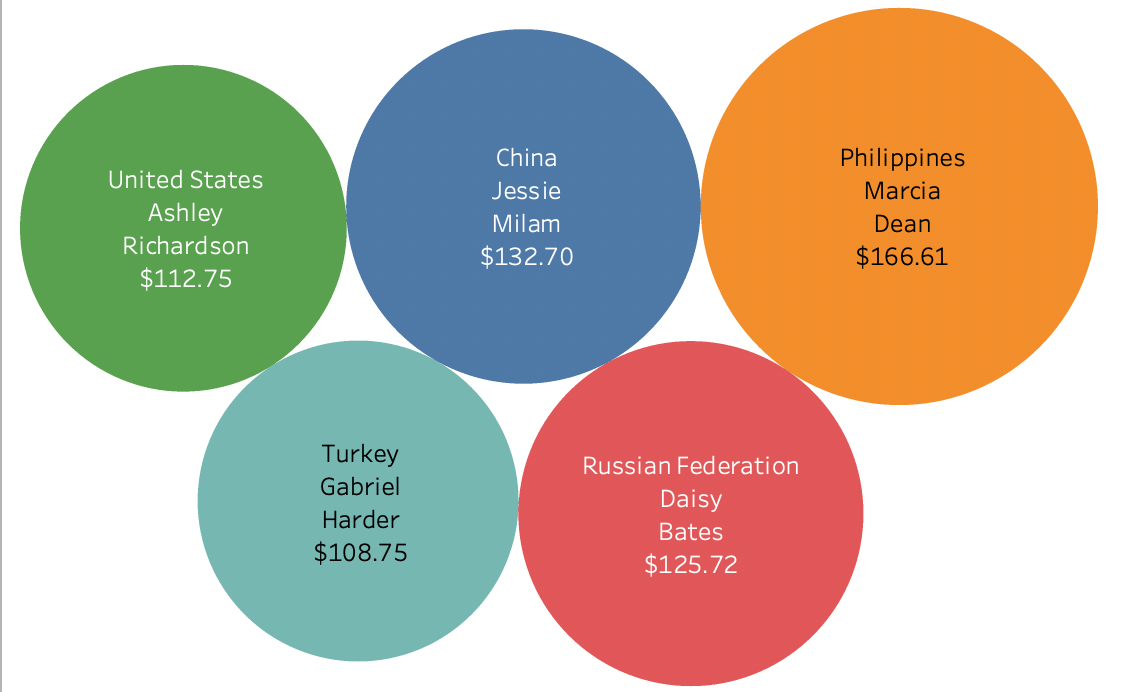 United States
Ashley
Richardson
$112.75
China
Jessie
Milam
$132.70
Philippines
Marcia
Dean
$166.61
Turkey
Gabriel
Harder
$108.75
Russian Federation
Daisy
Bates
$125.72